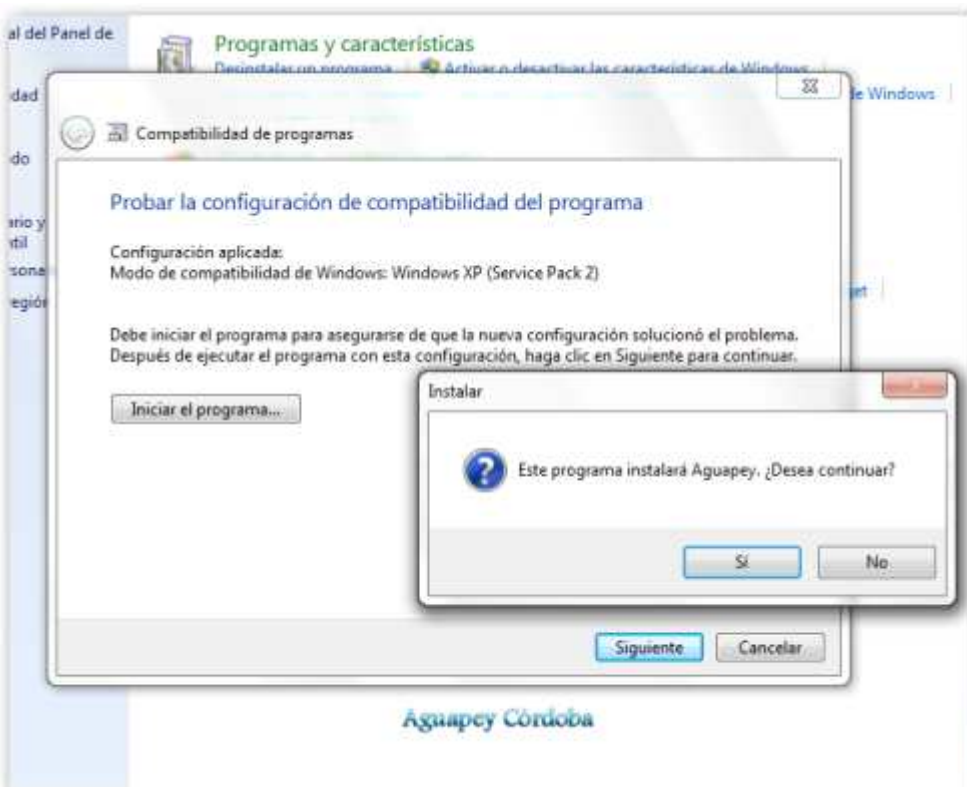 al del Panel de
Programas y características
Desinstalar un programa
Activar o desactivar las características de Windows
dad
de Windows
Compatibilidad de programas
do
Probar la configuración de compatibilidad del programa
ario y
Configuración aplicada:
Modo de compatibilidad de Windows: Windows XP (Service Pack 2)
sona
egión
get
Debe iniciar el programa para asegurarse de que la nueva configuración solucionó el problema.
Después de ejecutar el programa con esta configuración, haga clic en Siguiente para continuar.
Iniciar el programa...
Instalar
Este programa instalará Aguapey. ¿Desea continuar?
Sí
No
Siguiente
Cancelar
Aguapey Córdoba